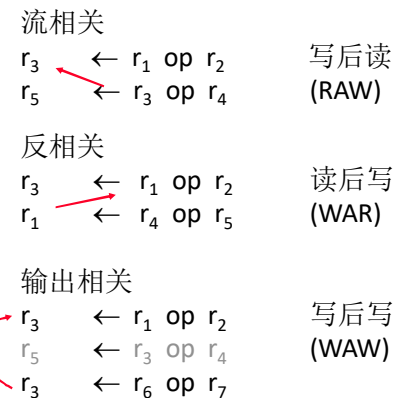 流相关
r₃ ← r₁ op r₂ 写后读
r₅ ← r₃ op r₄ (RAW)
反相关
r₃ ← r₁ op r₂ 读后写
r₁ ← r₄ op r₅ (WAR)
输出相关
r₃ ← r₁ op r₂ 写后写
r₅ ← r₃ op r₄ (WAW)
r₃ ← r₆ op r₇